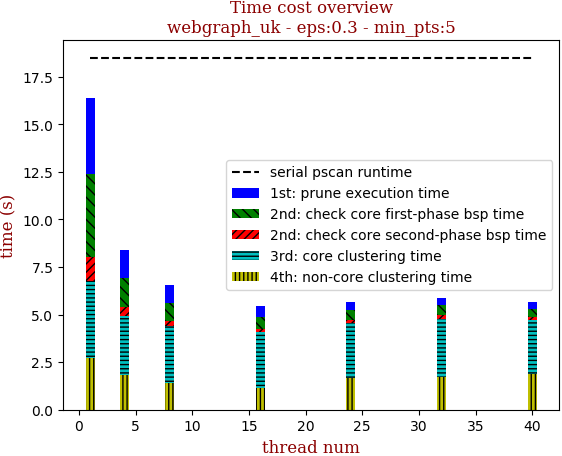 Time cost overview
webgraph_uk - eps:0.3 - min_pts:5
time (s)
17.5
15.0
12.5
10.0
7.5
5.0
2.5
0.0
serial pscan runtime
1st: prune execution time
2nd: check core first-phase bsp time
2nd: check core second-phase bsp time
3rd: core clustering time
4th: non-core clustering time
0 5 10 15 20 25 30 35 40
thread num